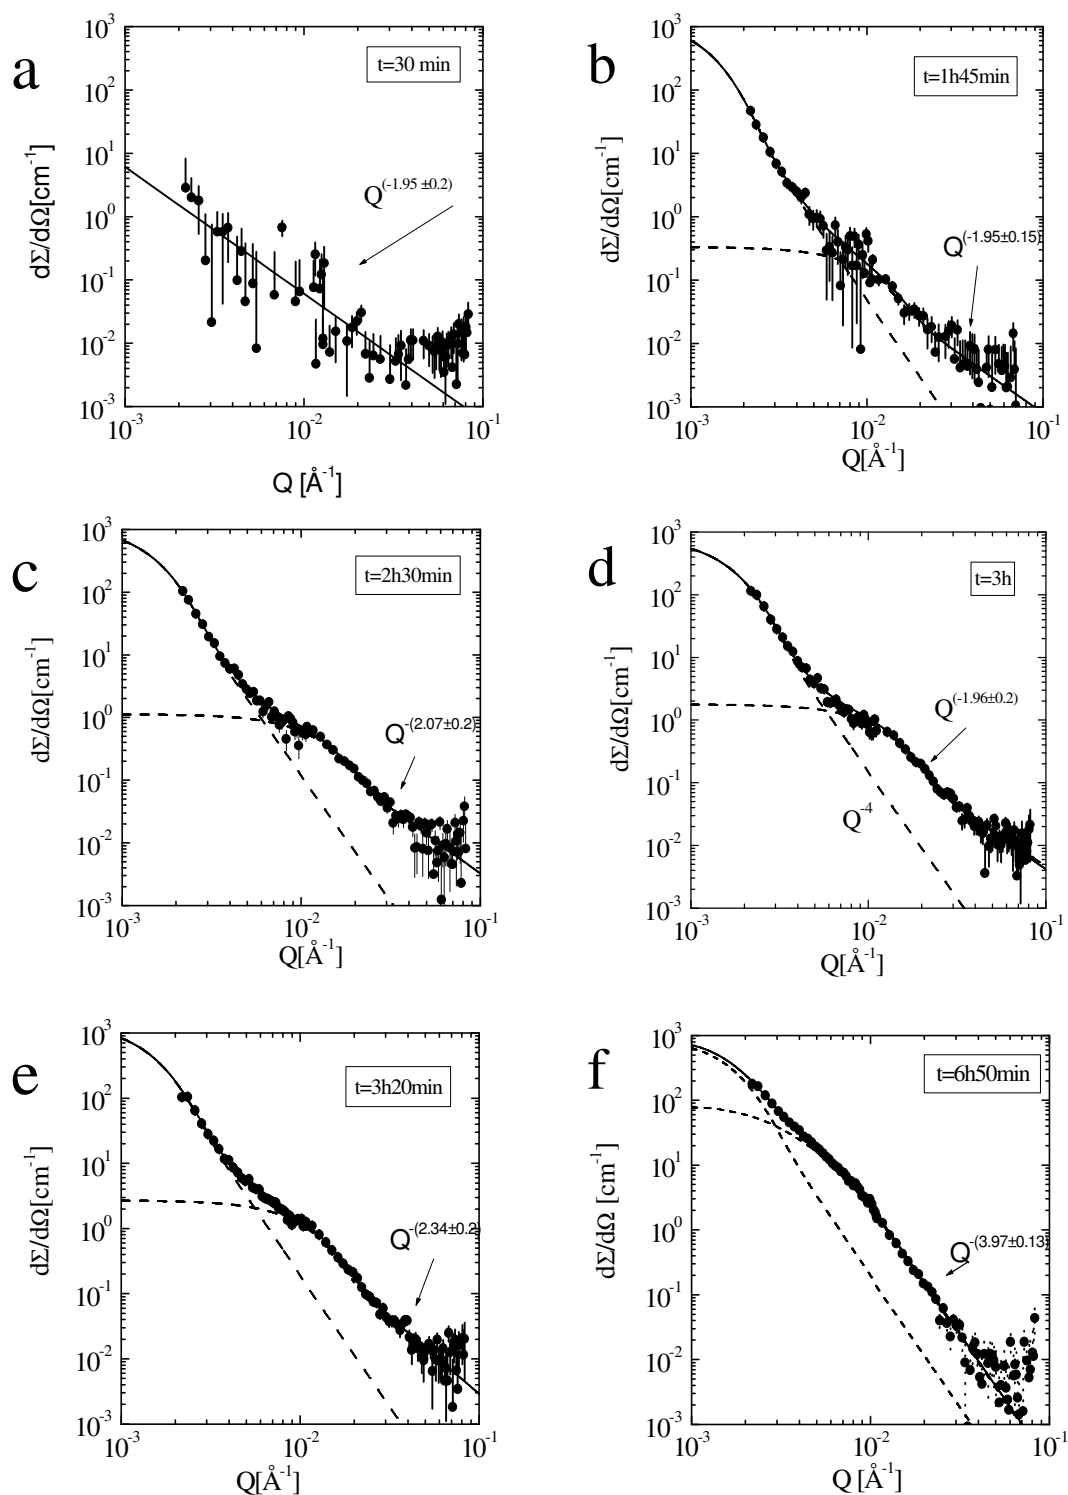 a
t=30 min
10³
10²
10¹
10⁰
10⁻¹
10⁻²
10⁻³
dΣ/dΩ[cm⁻¹]
Q^(-1.95 ±0.2)
10⁻³ 10⁻² 10⁻¹
Q [Å⁻¹]
b
t=1h45min
10³
10²
10¹
10⁰
10⁻¹
10⁻²
10⁻³
dΣ/dΩ[cm⁻¹]
Q^(-1.95±0.15)
10⁻³ 10⁻² 10⁻¹
Q[Å⁻¹]
c
t=2h30min
10³
10²
10¹
10⁰
10⁻¹
10⁻²
10⁻³
dΣ/dΩ[cm⁻¹]
Q^-(2.07±0.2)
10⁻³ 10⁻² 10⁻¹
Q[Å⁻¹]
d
t=3h
10³
10²
10¹
10⁰
10⁻¹
10⁻²
10⁻³
dΣ/dΩ[cm⁻¹]
Q^(-1.96±0.2)
Q⁻⁴
10⁻³ 10⁻² 10⁻¹
Q[Å⁻¹]
e
t=3h20min
10³
10²
10¹
10⁰
10⁻¹
10⁻²
10⁻³
dΣ/dΩ[cm⁻¹]
Q^-(2.34±0.2)
10⁻³ 10⁻² 10⁻¹
Q[Å⁻¹]
f
t=6h50min
10³
10²
10¹
10⁰
10⁻¹
10⁻²
10⁻³
dΣ/dΩ [cm⁻¹]
Q^-(3.97±0.13)
10⁻³ 10⁻² 10⁻¹
Q [Å⁻¹]